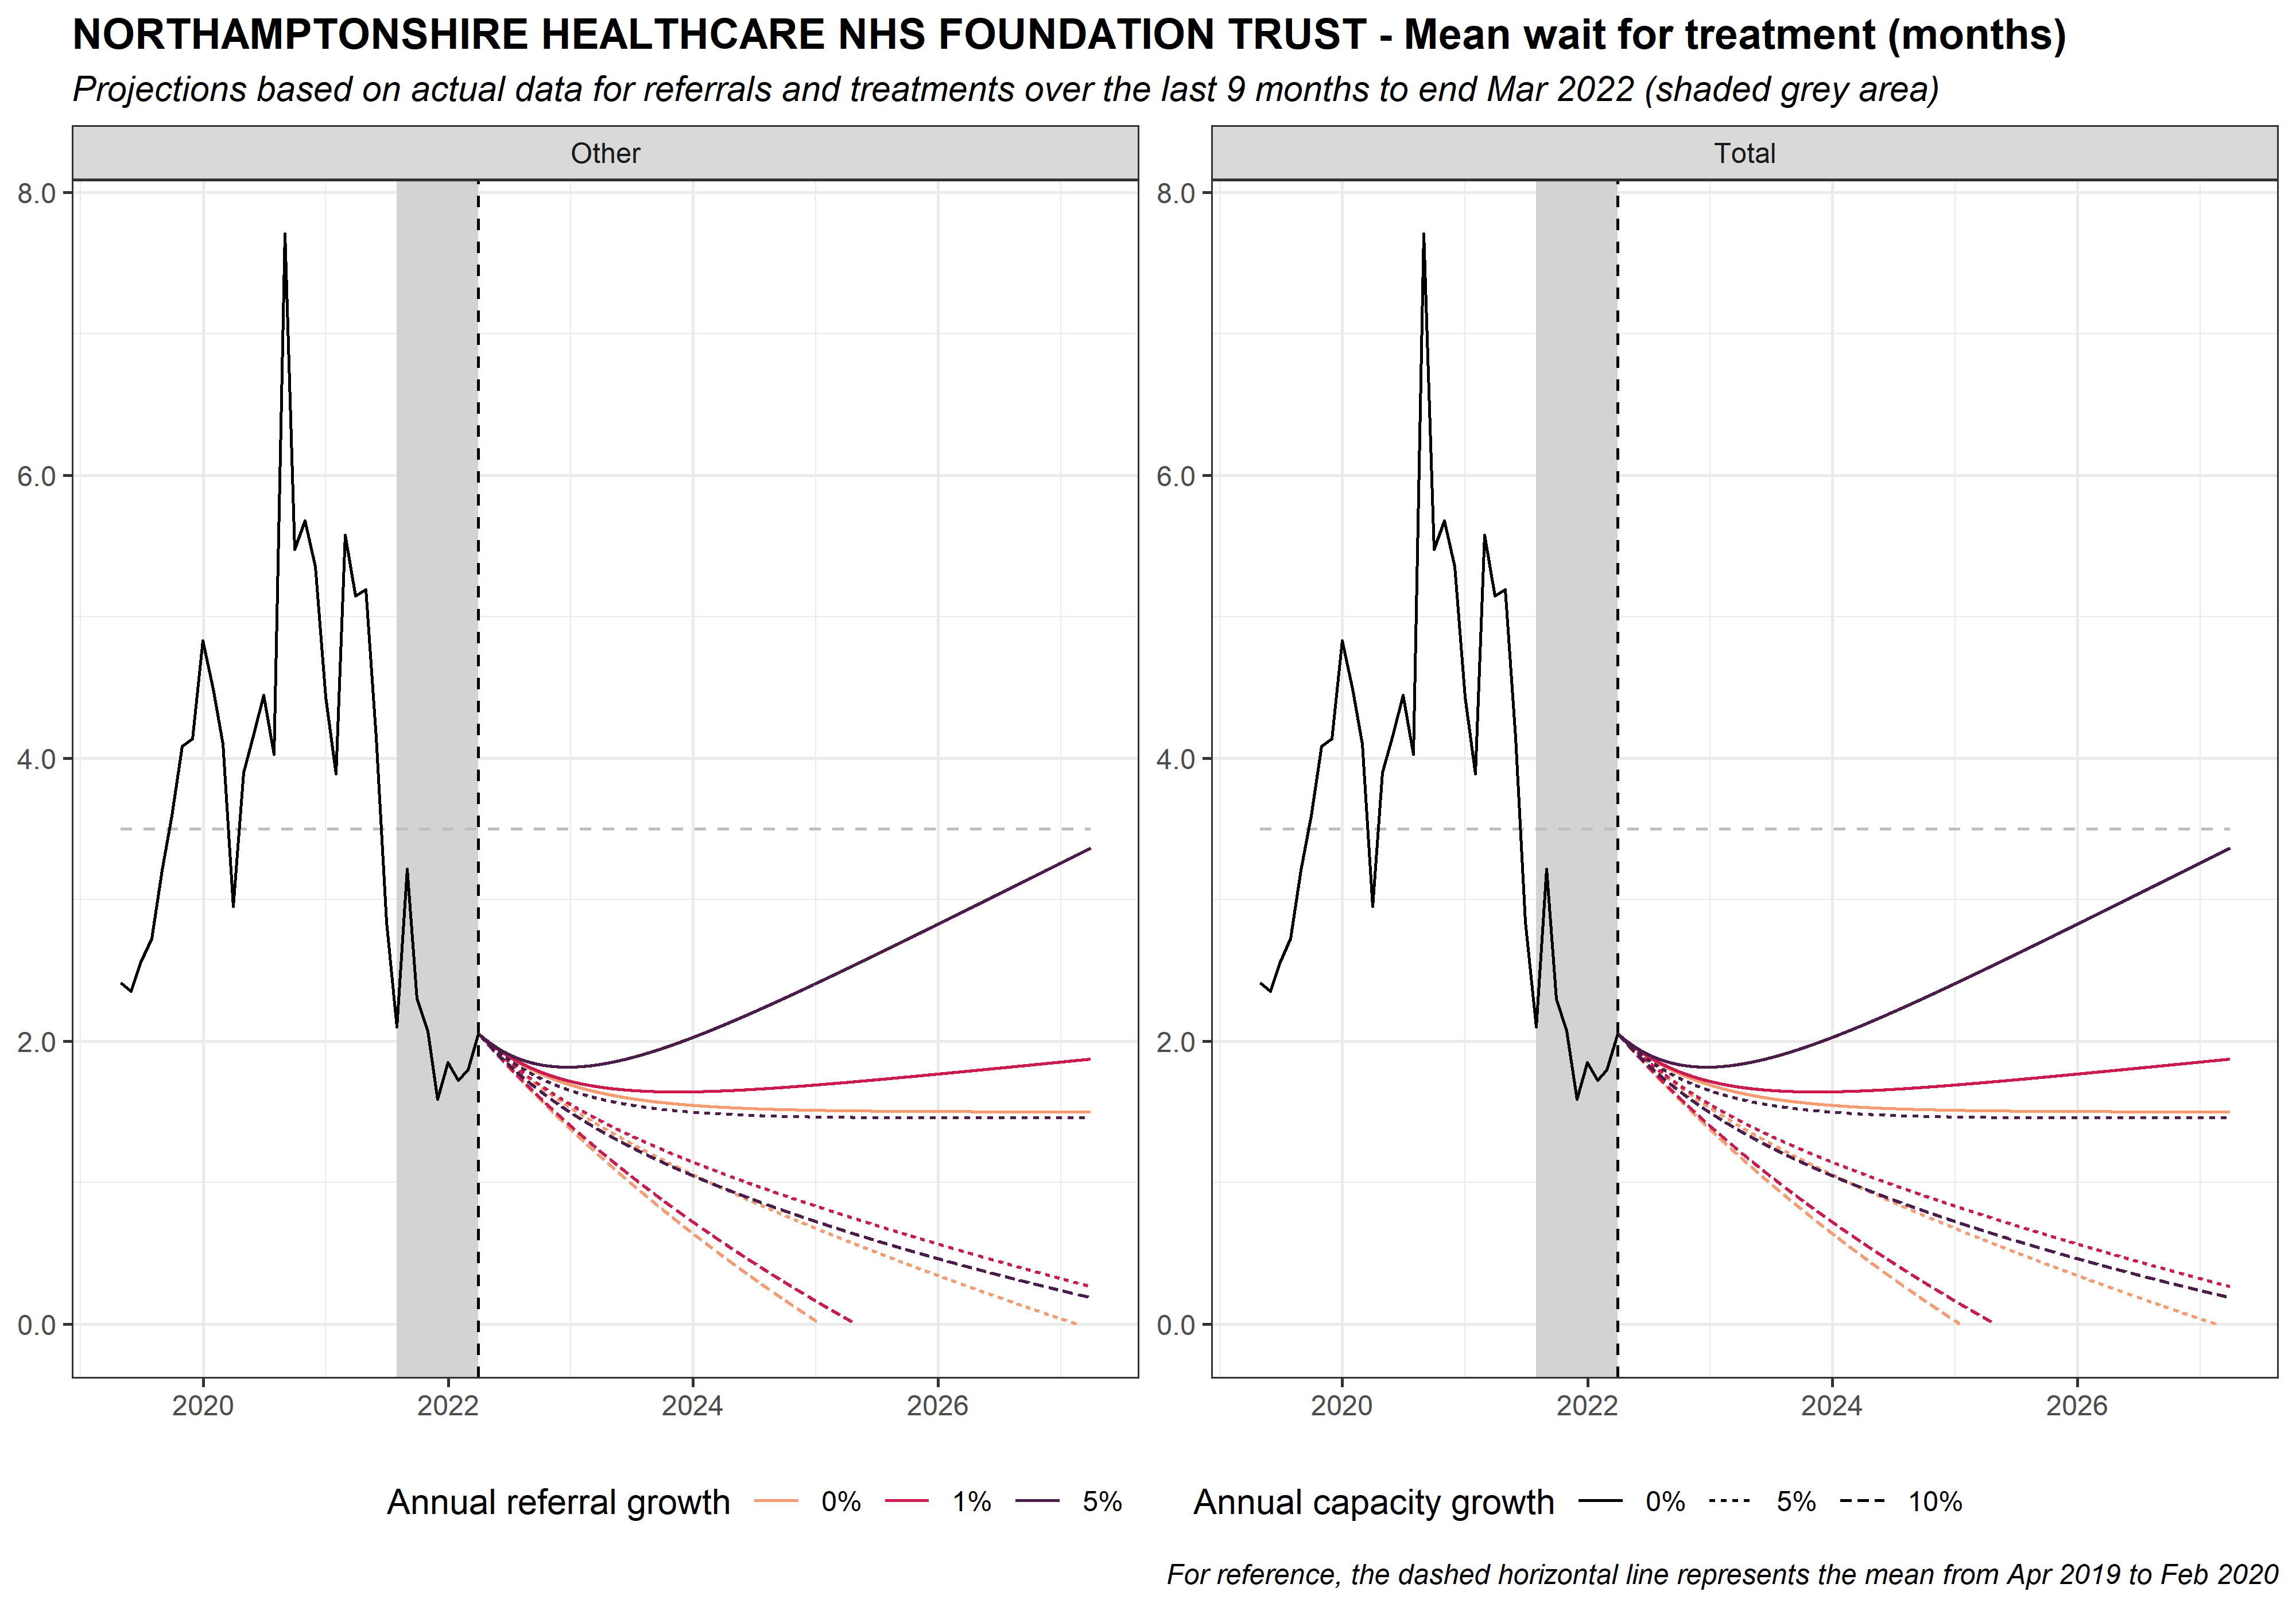 NORTHAMPTONSHIRE HEALTHCARE NHS FOUNDATION TRUST - Mean wait for treatment (months)
Projections based on actual data for referrals and treatments over the last 9 months to end Mar 2022 (shaded grey area)
Other
Total
8.0
6.0
4.0
2.0
0.0
8.0
6.0
4.0
2.0
0.0
2020 2022 2024 2026
2020 2022 2024 2026
Annual referral growth 0% 1% 5%
Annual capacity growth 0% 5% 10%
For reference, the dashed horizontal line represents the mean from Apr 2019 to Feb 2020